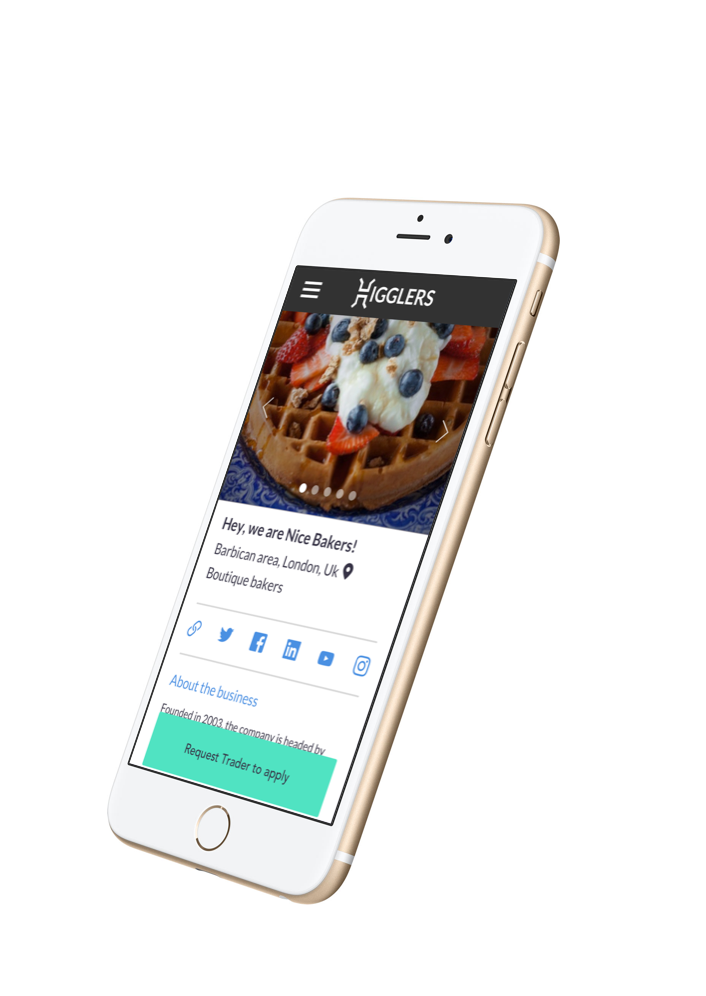 HIGGLERS
Hey, we are Nice Bakers!
Barbican area, London, Uk
Boutique bakers
About the business
Founded in 2003, the company is headed by
Request Trader to apply